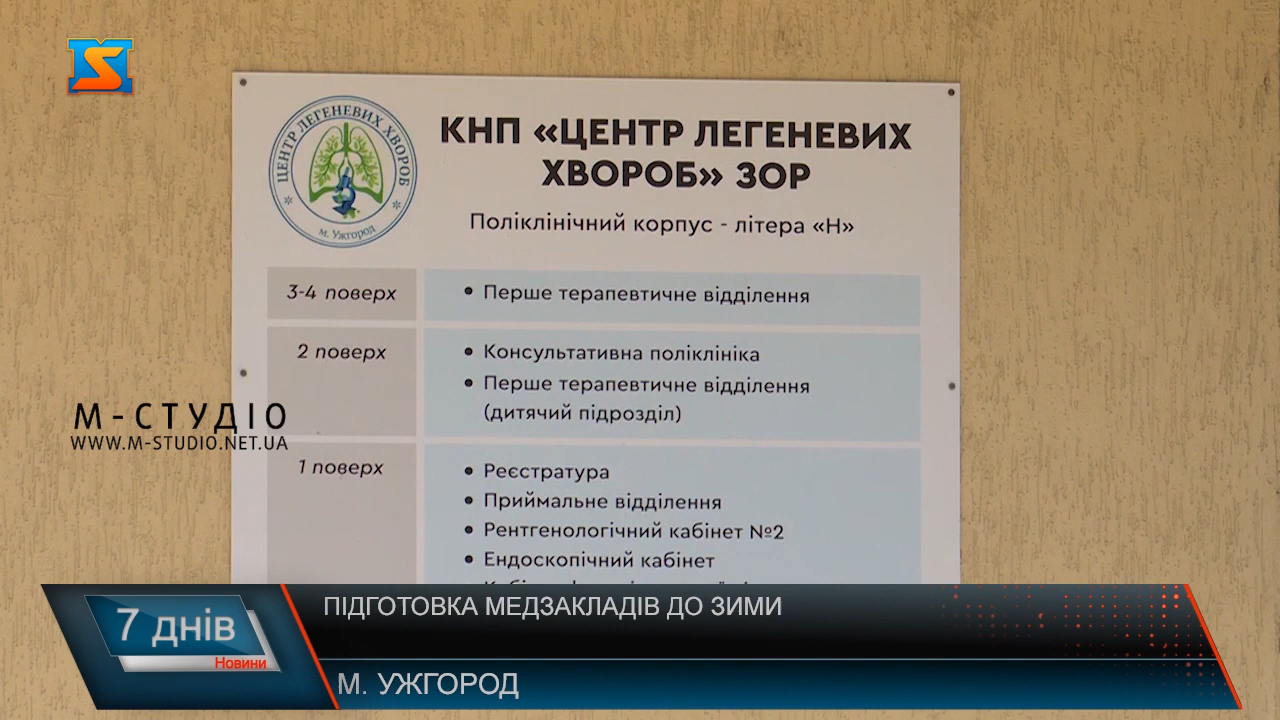 ЦЕНТР ЛЕГЕНЕВИХ ХВОРОБ
м. Ужгород
КНП «ЦЕНТР ЛЕГЕНЕВИХ
ХВОРОБ» ЗОР
Поліклінічний корпус - літера «Н»
3-4 поверх
• Перше терапевтичне відділення
2 поверх
• Консультативна поліклініка
• Перше терапевтичне відділення
(дитячий підрозділ)
1 поверх
• Реєстратура
• Приймальне відділення
• Рентгенологічний кабінет №2
• Ендоскопічний кабінет
М-СТУДІО
WWW.M-STUDIO.NET.UA
7 днів
Новини
ПІДГОТОВКА МЕДЗАКЛАДІВ ДО ЗИМИ
М. УЖГОРОД